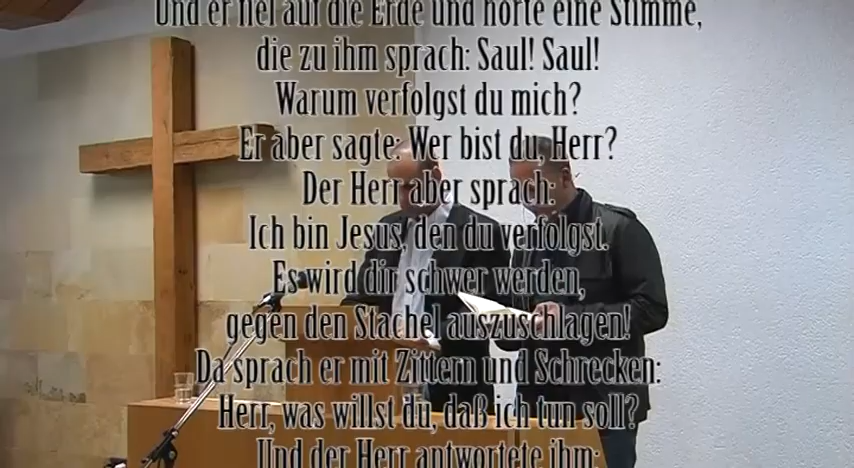 Und er fiel auf die Erde und hörte eine Stimme,
die zu ihm sprach: Saul! Saul!
Warum verfolgst du mich?
Er aber sagte: Wer bist du, Herr?
Der Herr aber sprach:
Ich bin Jesus, den du verfolgst.
Es wird dir schwer werden,
gegen den Stachel auszuschlagen!
Da sprach er mit Zittern und Schrecken:
Herr, was willst du, daß ich tun soll?
Und der Herr antwortete ihm: